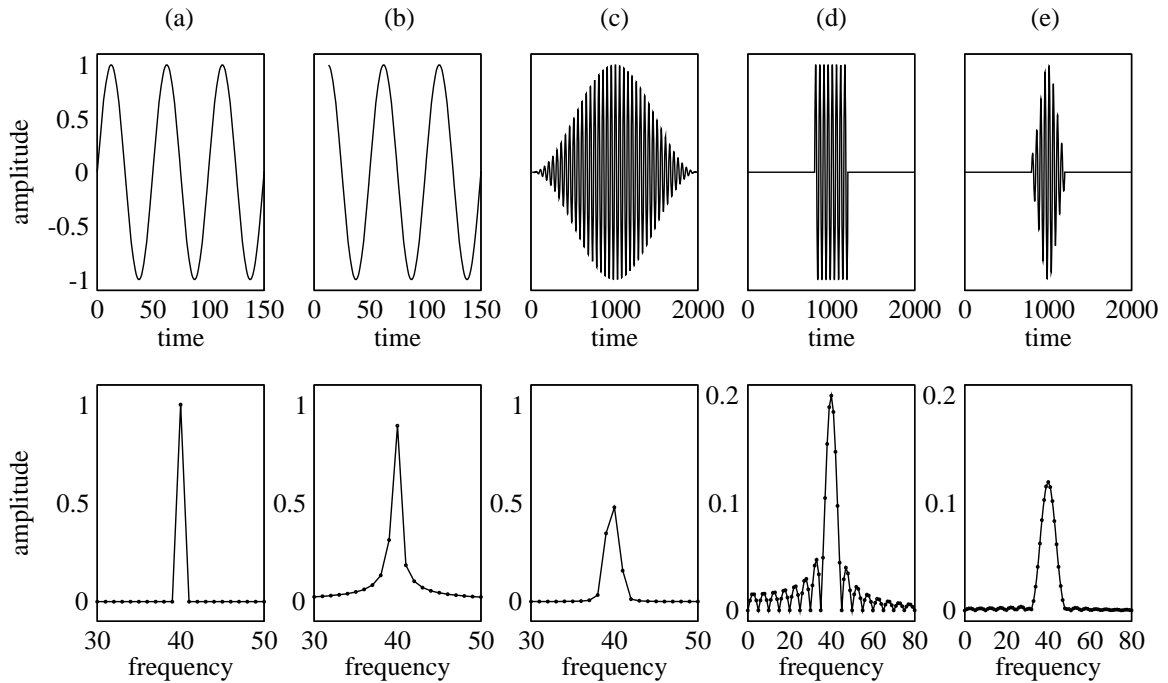 (a) (b) (c) (d) (e)
amplitude
1
0.5
0
-0.5
-1
0 50 100 150 0 50 100 150 0 1000 2000 0 1000 2000 0 1000 2000
time time time time time
amplitude
1 1 1 0.2 0.2
0.5 0.5 0.5 0.1 0.1
0 0 0 0 0
30 40 50 30 40 50 30 40 50 0 20 40 60 80 0 20 40 60 80
frequency frequency frequency frequency frequency